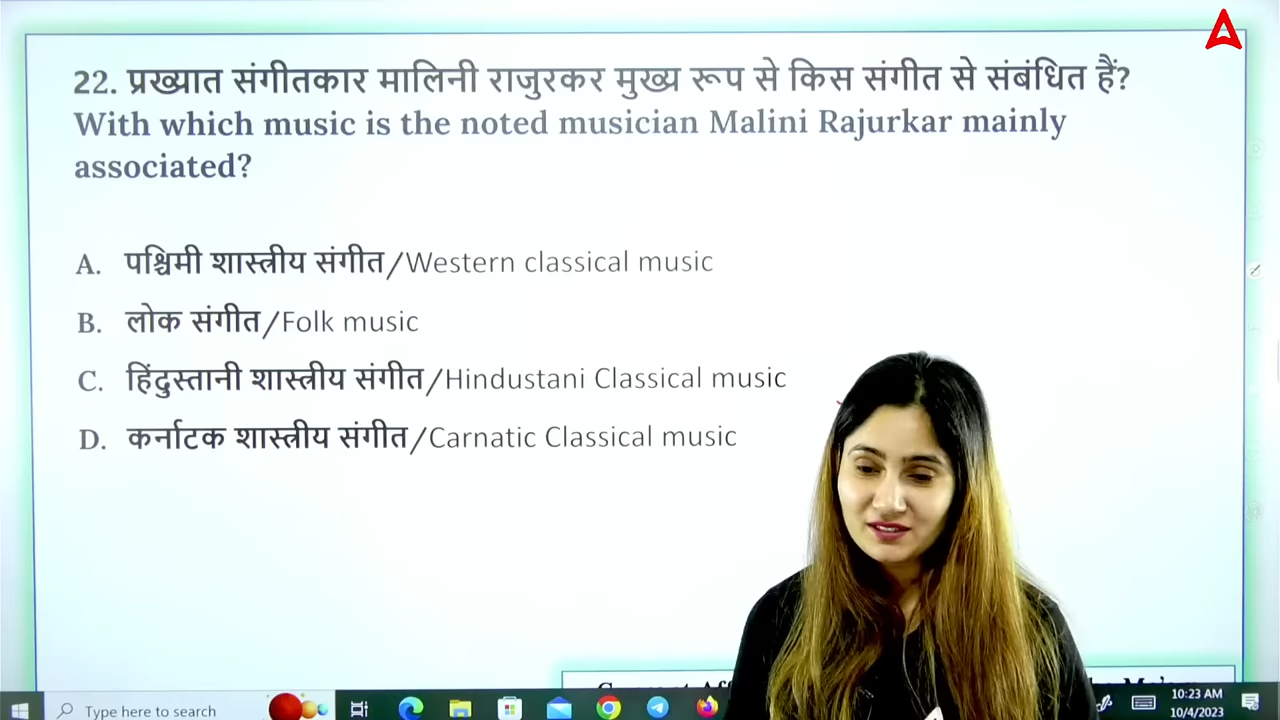 22. प्रख्यात संगीतकार मालिनी राजुरकर मुख्य रूप से किस संगीत से संबंधित हैं?
With which music is the noted musician Malini Rajurkar mainly
associated?
A. पश्चिमी शास्त्रीय संगीत/Western classical music
B. लोक संगीत/Folk music
C. हिंदुस्तानी शास्त्रीय संगीत/Hindustani Classical music
D. कर्नाटक शास्त्रीय संगीत/Carnatic Classical music
Type here to search
10:23 AM
10/4/2023